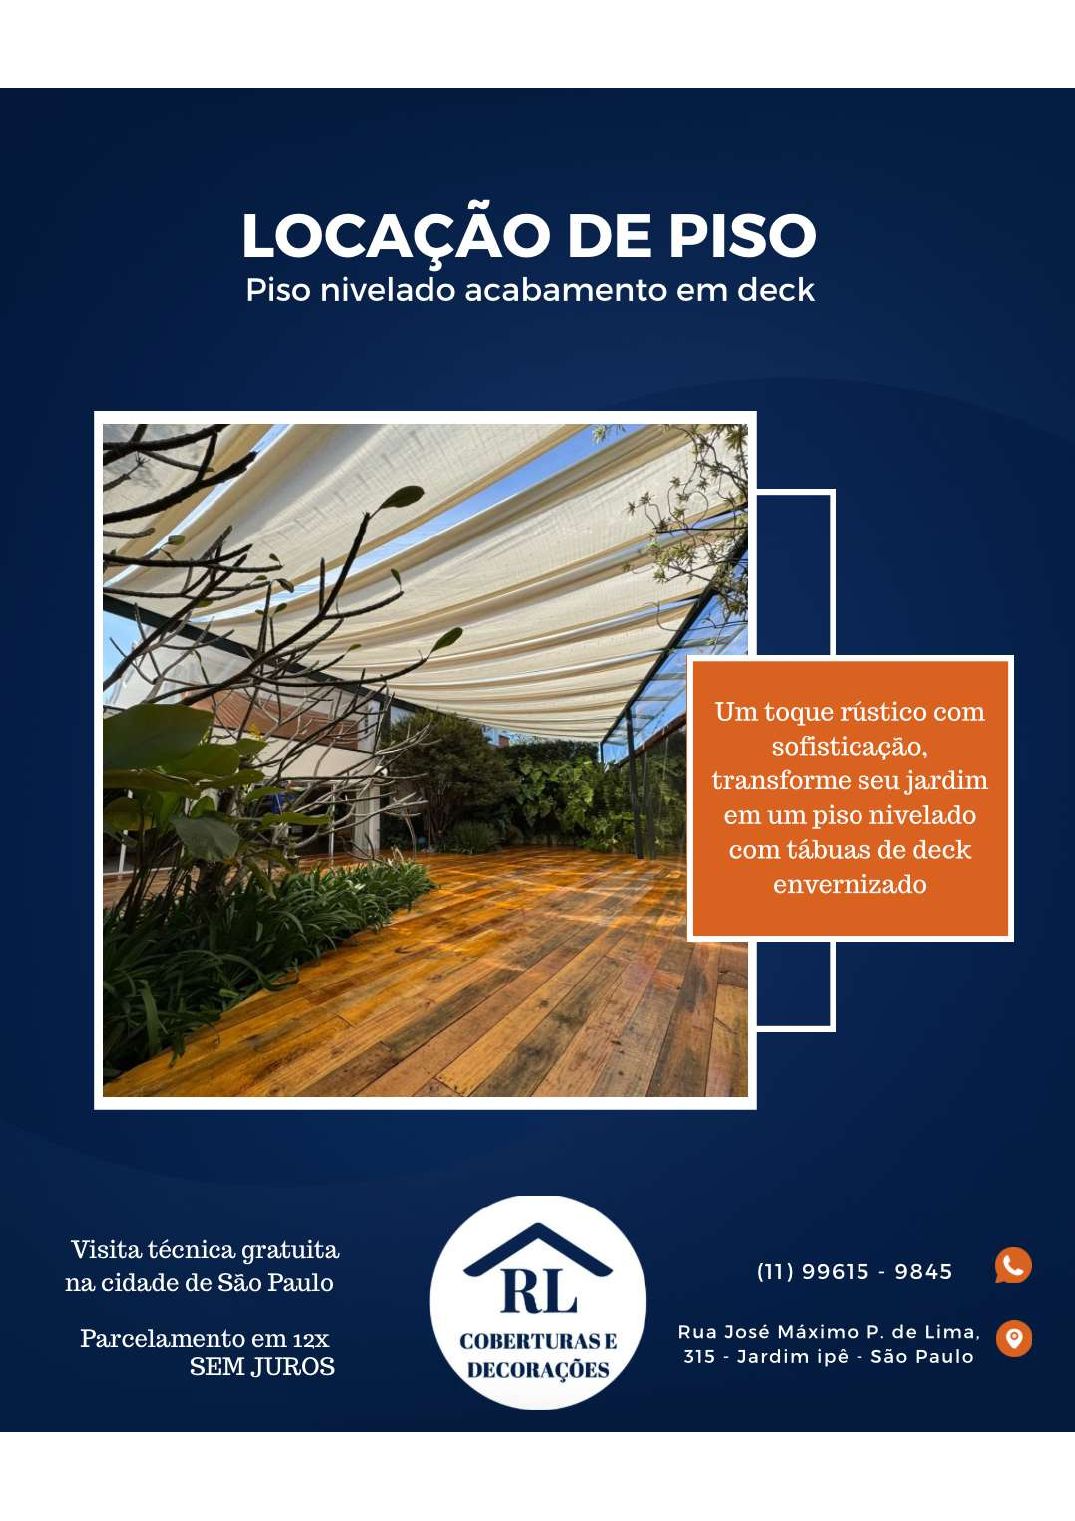 LOCAÇÃO DE PISO
Piso nivelado acabamento em deck
Um toque rústico com
sofisticação,
transforme seu jardim
em um piso nivelado
com tábuas de deck
envernizado
Visita técnica gratuita
na cidade de São Paulo
Parcelamento em 12x
SEM JUROS
RL
COBERTURAS E
DECORAÇÕES
(11) 99615 - 9845
Rua José Máximo P. de Lima,
315 - Jardim ipê - São Paulo